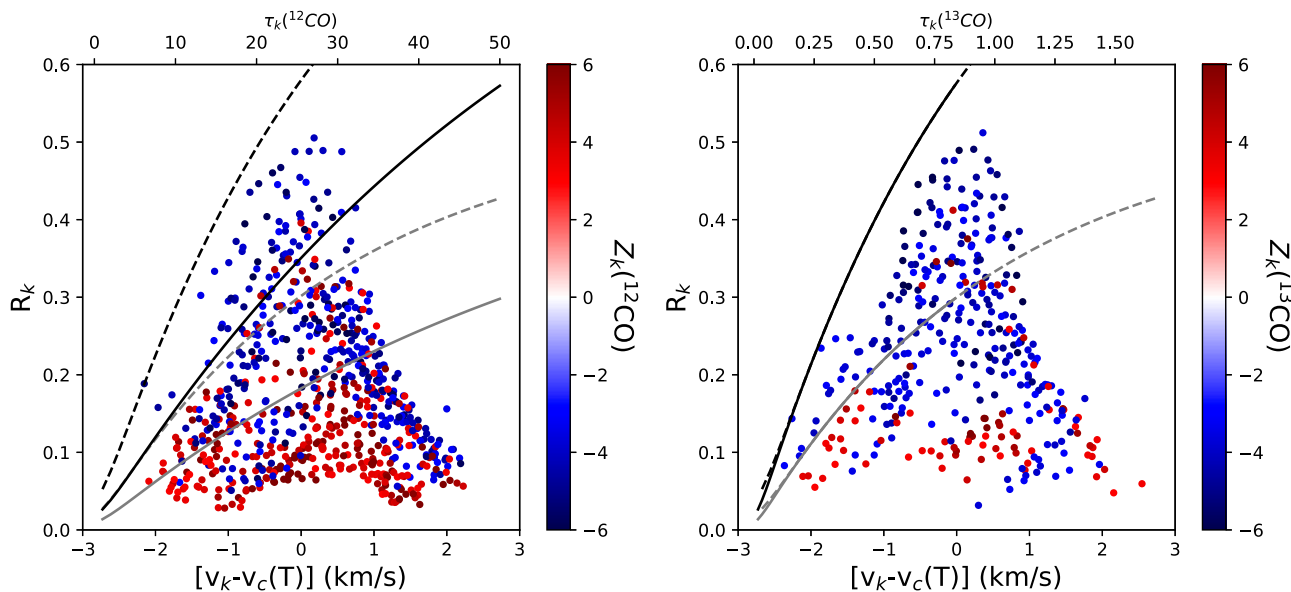 τₖ(¹²CO)
0 10 20 30 40 50
0.6
0.5
0.4
0.3
0.2
0.1
0.0
Rₖ
−3 −2 −1 0 1 2 3
[vₖ-v꜀(T)] (km/s)
6
4
2
0
−2
−4
−6
Zₖ(¹²CO)
τₖ(¹³CO)
0.00 0.25 0.50 0.75 1.00 1.25 1.50
0.6
0.5
0.4
0.3
0.2
0.1
0.0
Rₖ
−3 −2 −1 0 1 2 3
[vₖ-v꜀(T)] (km/s)
6
4
2
0
−2
−4
−6
Zₖ(¹³CO)